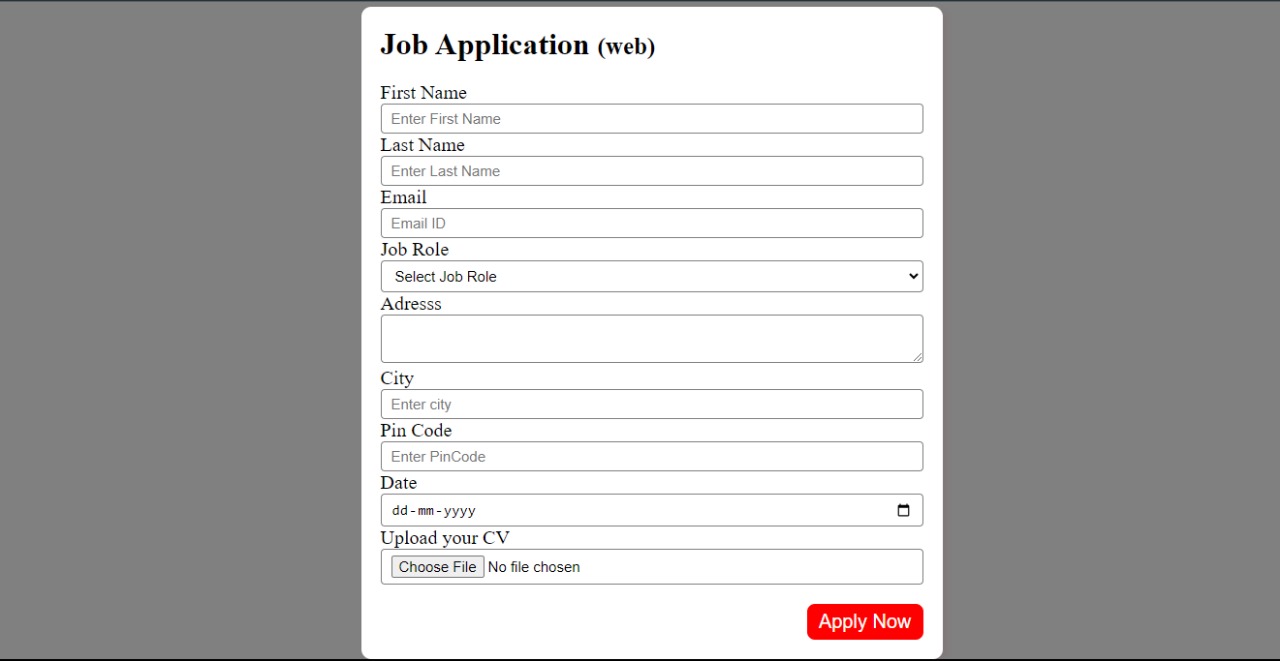 Job Application (web)
First Name
Enter First Name
Last Name
Enter Last Name
Email
Email ID
Job Role
Select Job Role
Adresss
City
Enter city
Pin Code
Enter PinCode
Date
dd-mm-yyyy
Upload your CV
Choose File No file chosen
Apply Now